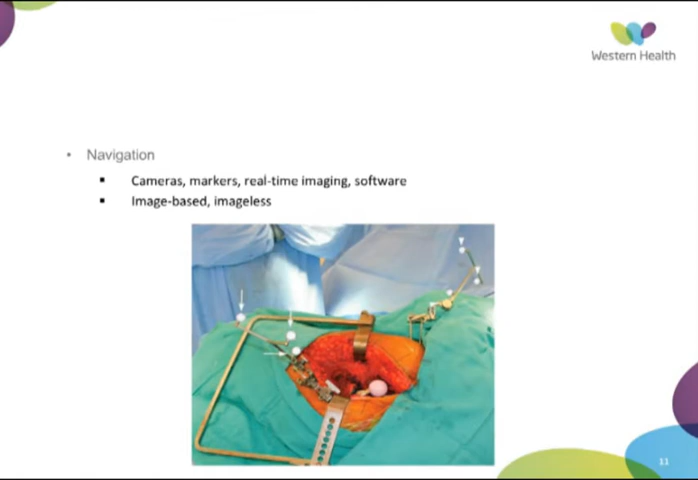 Western Health
• Navigation
▪ Cameras, markers, real-time imaging, software
▪ Image-based, imageless
11